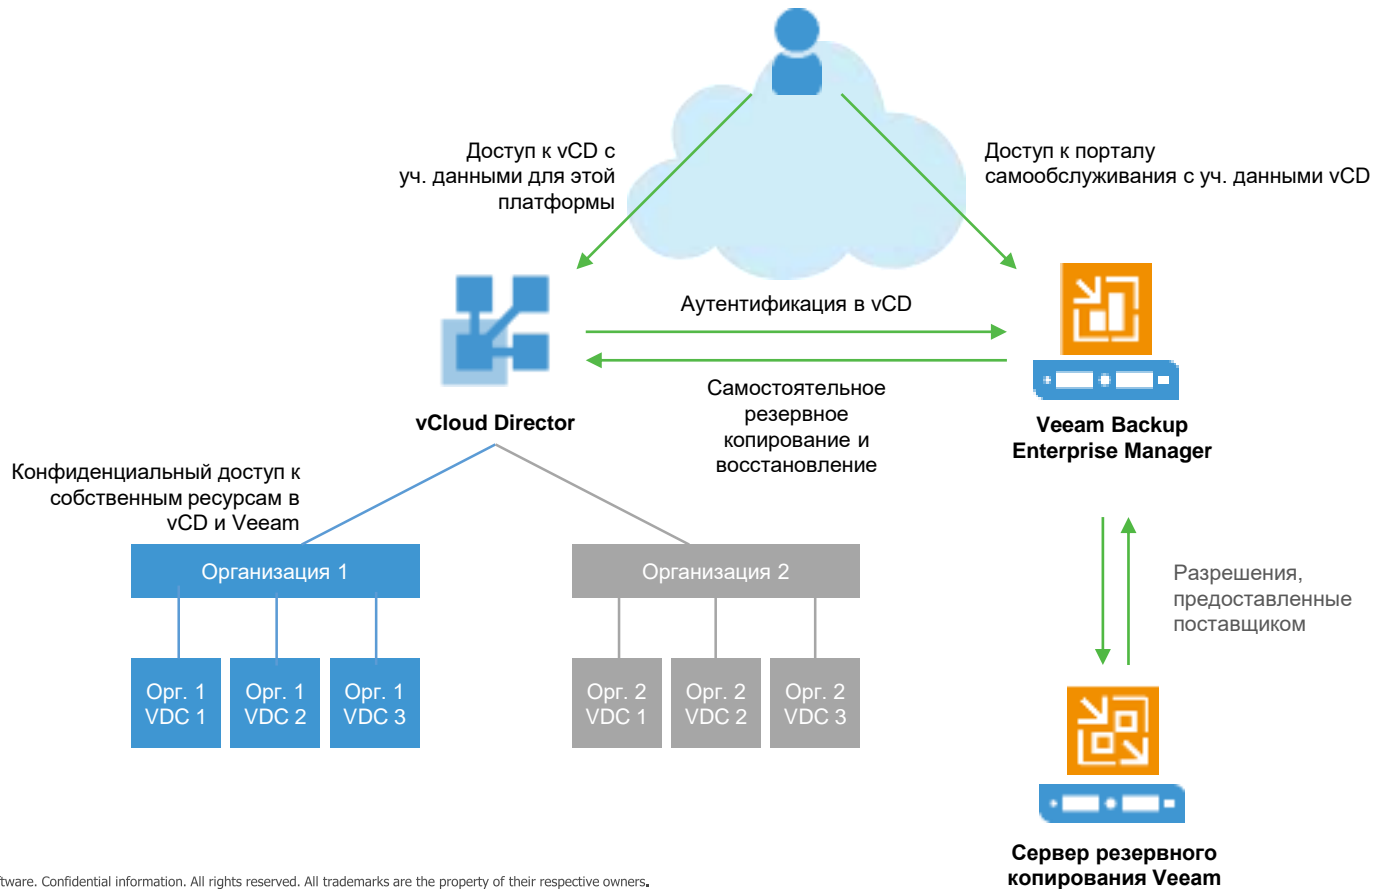 Доступ к vCD с
уч. данными для этой
платформы
Доступ к порталу
самообслуживания с уч. данными vCD
Аутентификация в vCD
Самостоятельное
резервное
копирование и
восстановление
vCloud Director
Veeam Backup
Enterprise Manager
Конфиденциальный доступ к
собственным ресурсам в
vCD и Veeam
Организация 1
Организация 2
Разрешения,
предоставленные
поставщиком
Орг. 1
VDC 1
Орг. 1
VDC 2
Орг. 1
VDC 3
Орг. 2
VDC 1
Орг. 2
VDC 2
Орг. 2
VDC 3
Сервер резервного
копирования Veeam
Confidential information. All rights reserved. All trademarks are the property of their respective owners.